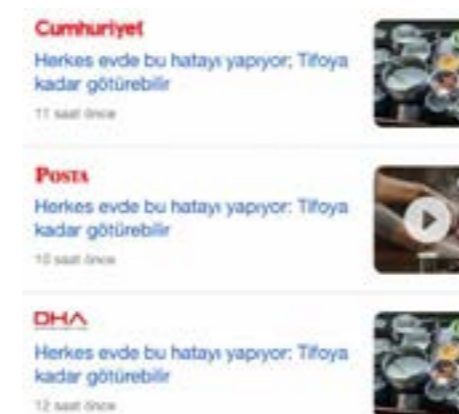 Cumhuriyet
Herkes evde bu hatayı yapıyor: Tifoya
kadar götürebilir
11 saat önce
POSTA
Herkes evde bu hatayı yapıyor: Tifoya
kadar götürebilir
10 saat önce
DHA
Herkes evde bu hatayı yapıyor: Tifoya
kadar götürebilir
12 saat önce